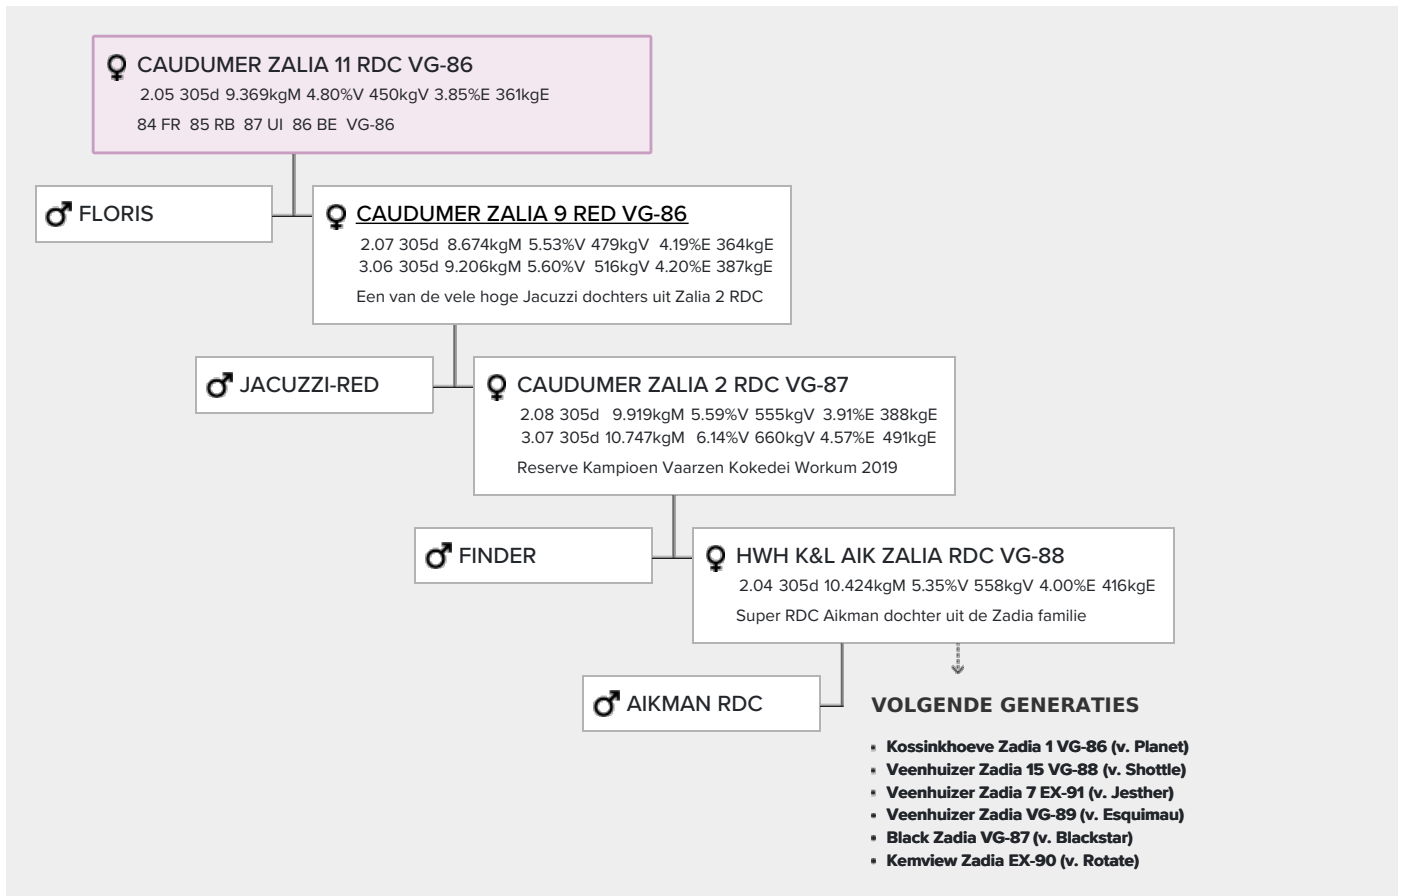 CAUDUMER ZALIA 11 RDC VG-86
2.05 305d 9.369kgM 4.80%V 450kgV 3.85%E 361kgE
84 FR 85 RB 87 UI 86 BE VG-86
FLORIS
CAUDUMER ZALIA 9 RED VG-86
2.07 305d 8.674kgM 5.53%V 479kgV 4.19%E 364kgE
3.06 305d 9.206kgM 5.60%V 516kgV 4.20%E 387kgE
Een van de vele hoge Jacuzzi dochters uit Zalia 2 RDC
JACUZZI-RED
CAUDUMER ZALIA 2 RDC VG-87
2.08 305d 9.919kgM 5.59%V 555kgV 3.91%E 388kgE
3.07 305d 10.747kgM 6.14%V 660kgV 4.57%E 491kgE
Reserve Kampioen Vaarzen Kokedei Workum 2019
FINDER
HWH K&L AIK ZALIA RDC VG-88
2.04 305d 10.424kgM 5.35%V 558kgV 4.00%E 416kgE
Super RDC Aikman dochter uit de Zadia familie
AIKMAN RDC
VOLGENDE GENERATIES
Kossinkhoeve Zadia 1 VG-86 (v. Planet)
Veenhuizer Zadia 15 VG-88 (v. Shottle)
Veenhuizer Zadia 7 EX-91 (v. Jesther)
Veenhuizer Zadia VG-89 (v. Esquimau)
Black Zadia VG-87 (v. Blackstar)
Kemview Zadia EX-90 (v. Rotate)